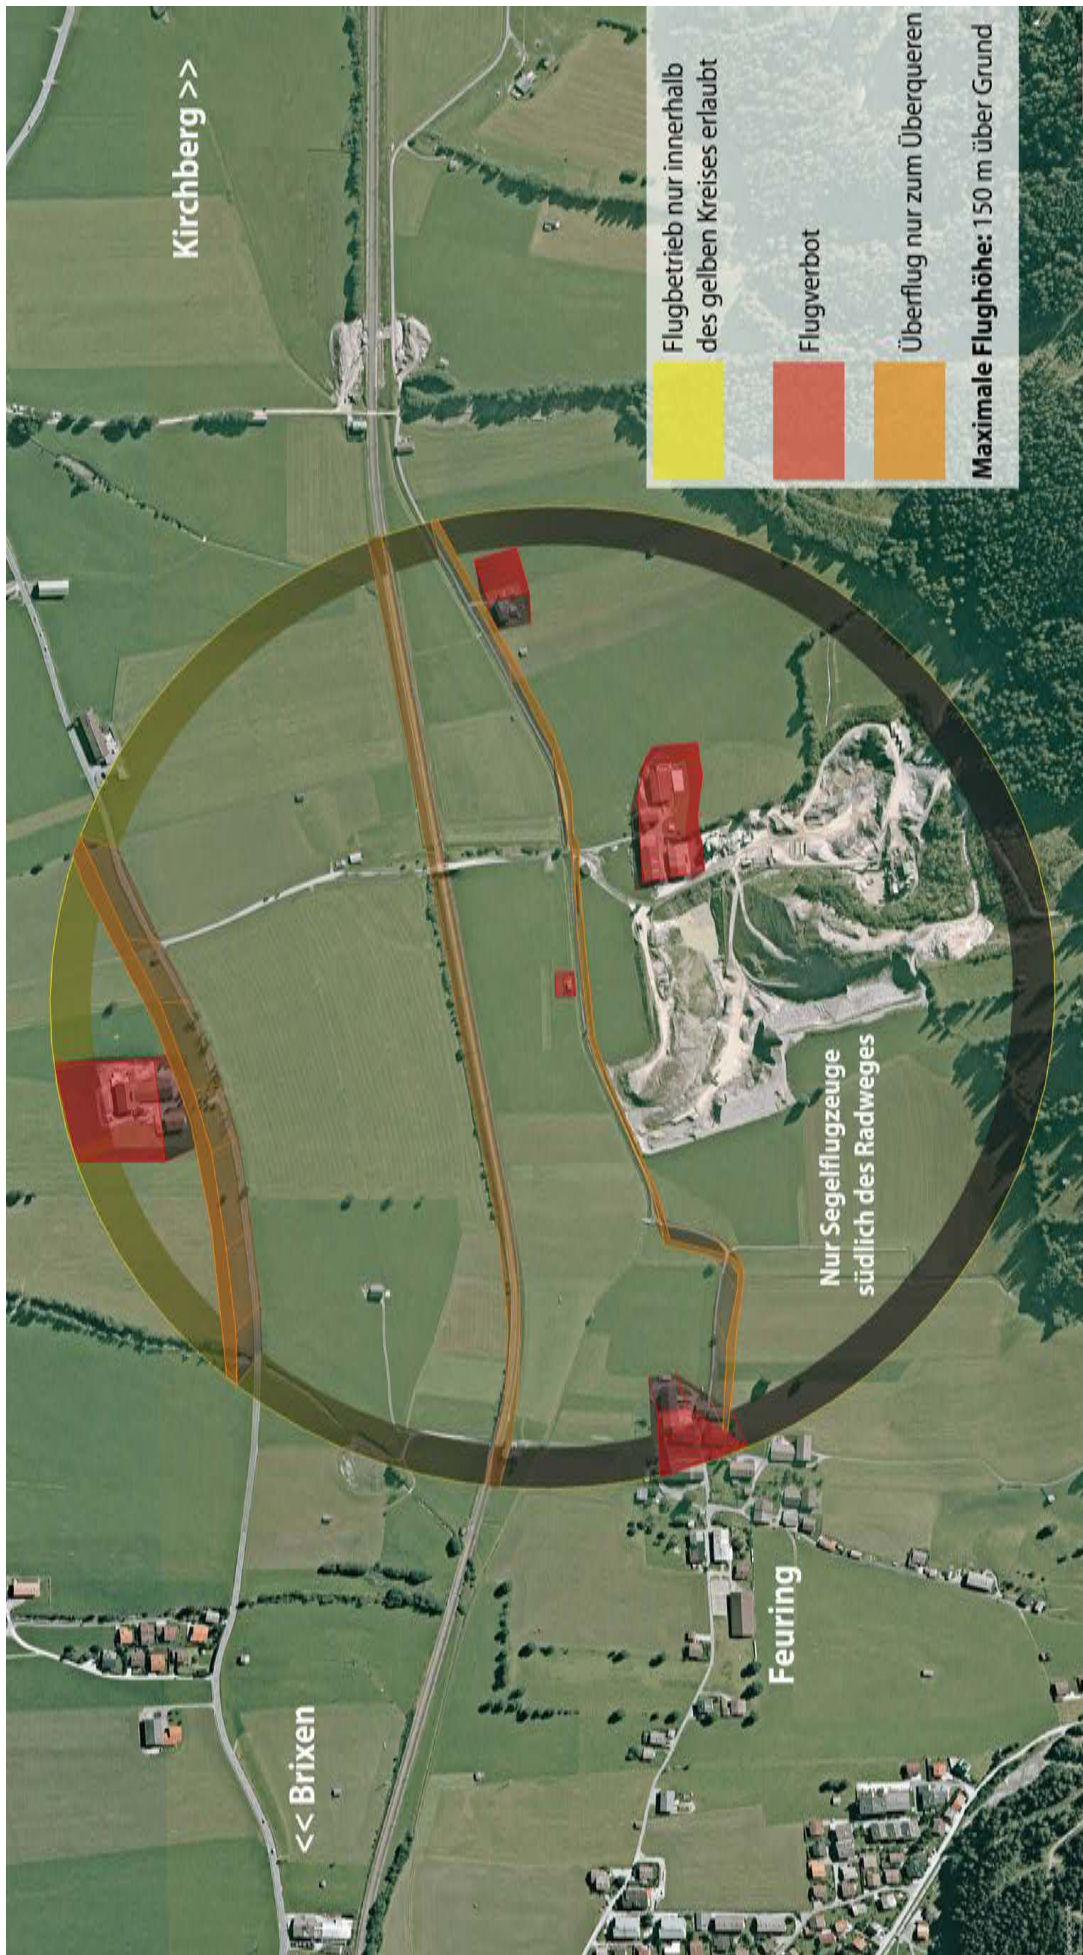 << Brixen
Kirchberg >>
Feuring
Nur Segelflugzeuge
südlich des Radweges
Flugbetrieb nur innerhalb
des gelben Kreises erlaubt
Flugverbot
Überflug nur zum Überqueren
Maximale Flughöhe: 150 m über Grund